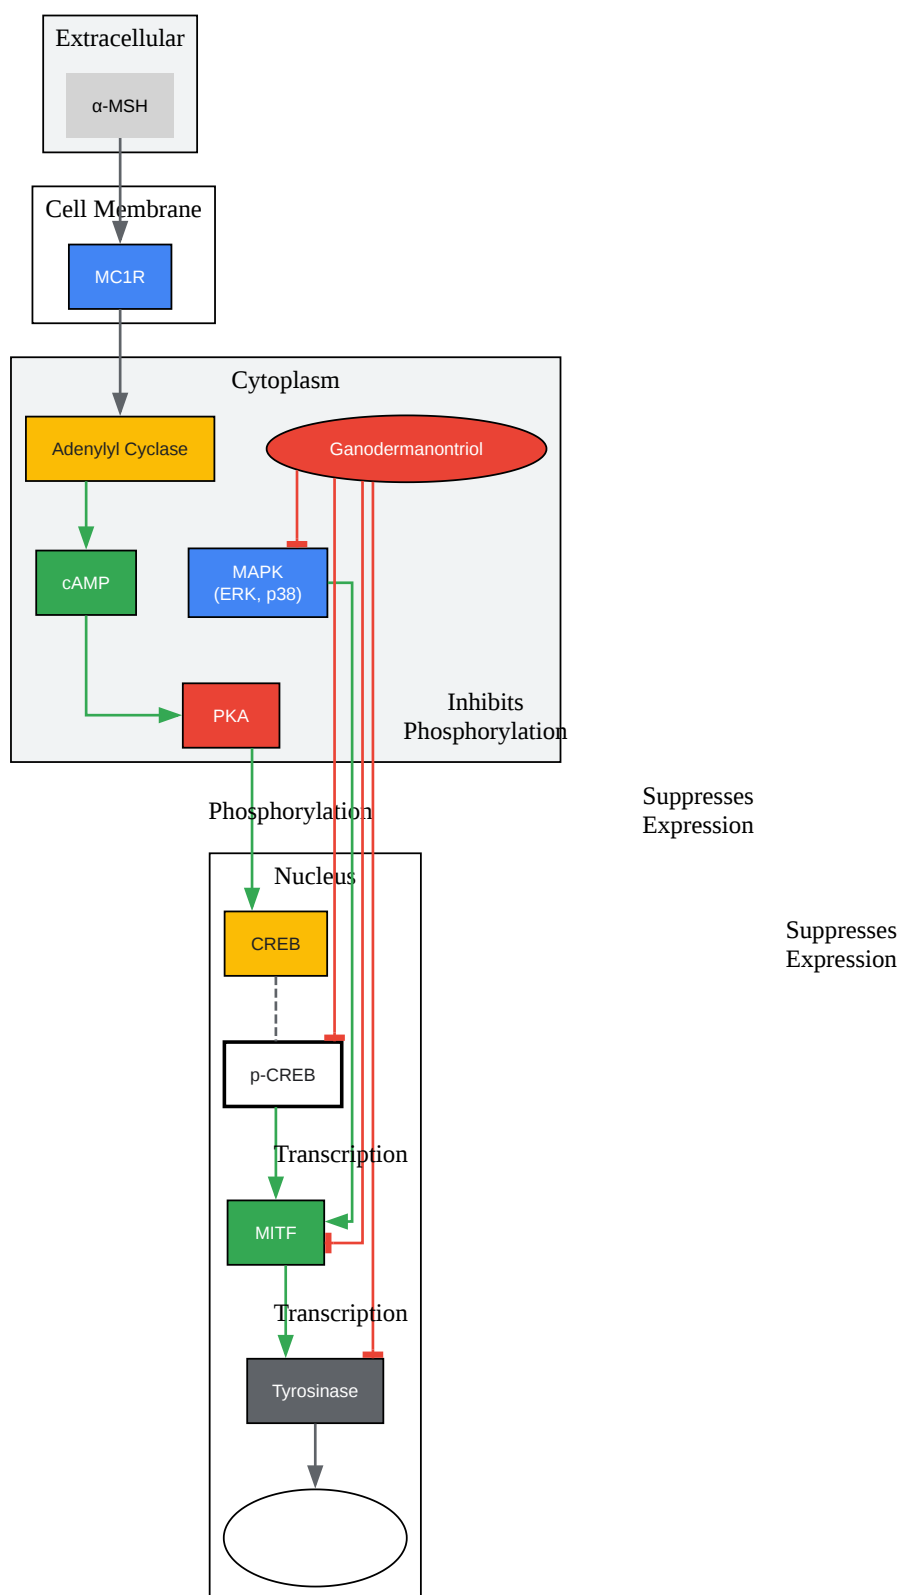 Extracellular
α-MSH
Cell Membrane
MC1R
Cytoplasm
Adenylyl Cyclase
Ganodermanontriol
cAMP
MAPK
(ERK, p38)
PKA
Inhibits
Phosphorylation
Phosphorylation
Suppresses
Expression
Nucleus
CREB
Suppresses
Expression
p-CREB
Transcription
MITF
Transcription
Tyrosinase